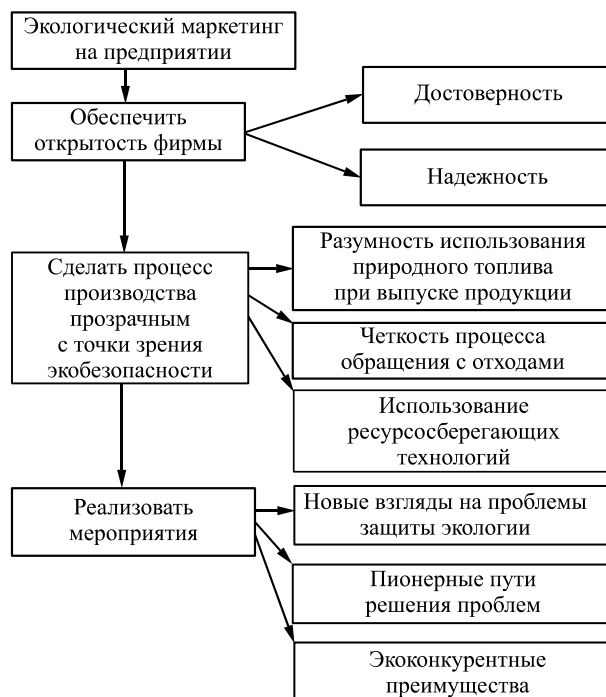 Экологический маркетинг
на предприятии
Обеспечить
открытость фирмы
Достоверность
Надежность
Сделать процесс
производства
прозрачным
с точки зрения
экобезопасности
Разумность использования
природного топлива
при выпуске продукции
Четкость процесса
обращения с отходами
Использование
ресурсосберегающих
технологий
Реализовать
мероприятия
Новые взгляды на проблемы
защиты экологии
Пионерные пути
решения проблем
Экоконкурентные
преимущества